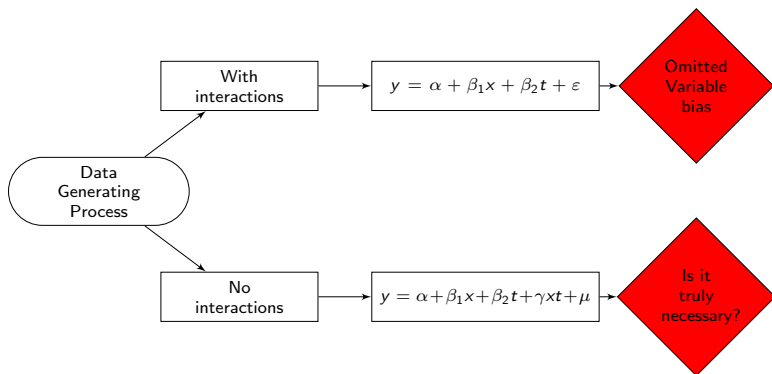 With
interactions
y = α + β₁x + β₂t + ε
Omitted
Variable
bias
Data
Generating
Process
No
interactions
y = α+β₁x+β₂t+γxt+μ
Is it
truly
necessary?